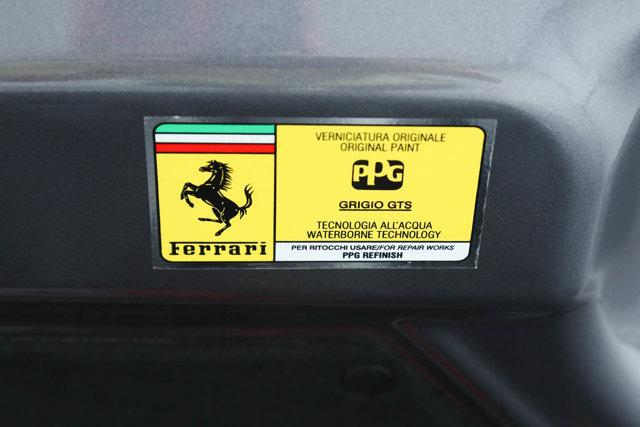 Ferrari
VERNICIATURA ORIGINALE
ORIGINAL PAINT
PPG
GRIGIO GTS
TECNOLOGIA ALL'ACQUA
WATERBORNE TECHNOLOGY
PER RITOCCHI USARE/FOR REPAIR WORKS
PPG REFINISH